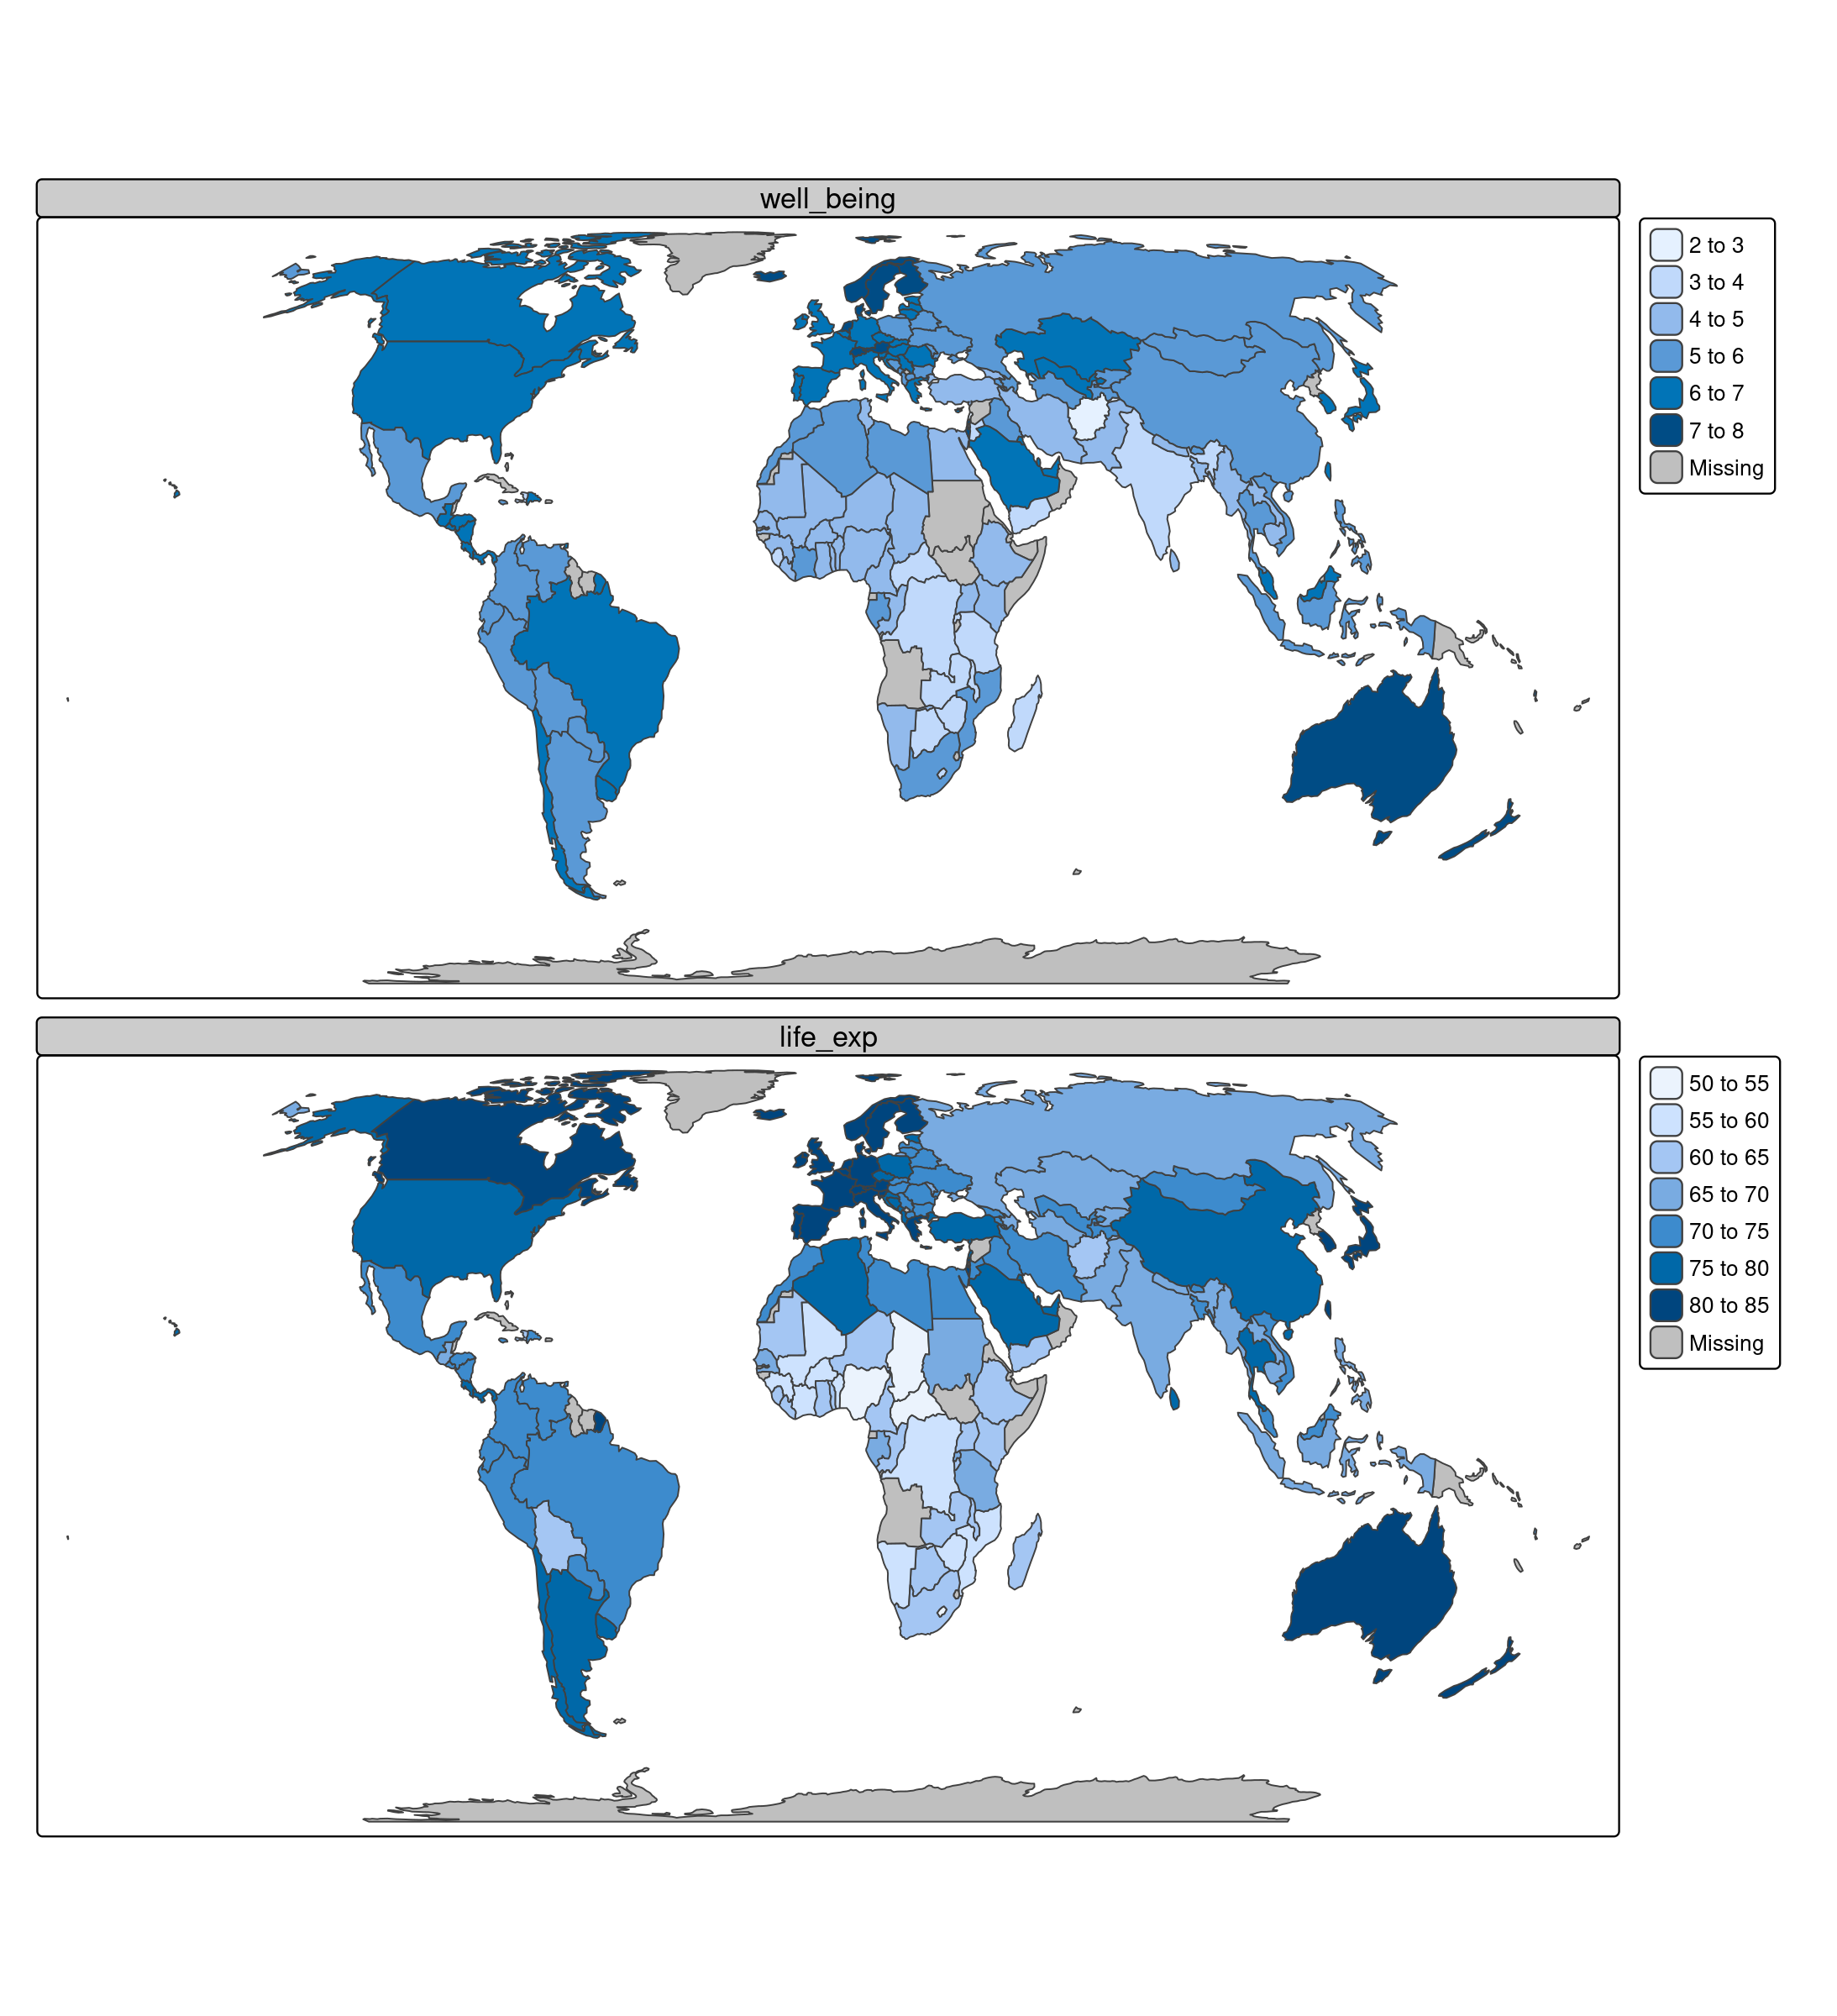 well_being
2 to 3
3 to 4
4 to 5
5 to 6
6 to 7
7 to 8
Missing
life_exp
50 to 55
55 to 60
60 to 65
65 to 70
70 to 75
75 to 80
80 to 85
Missing